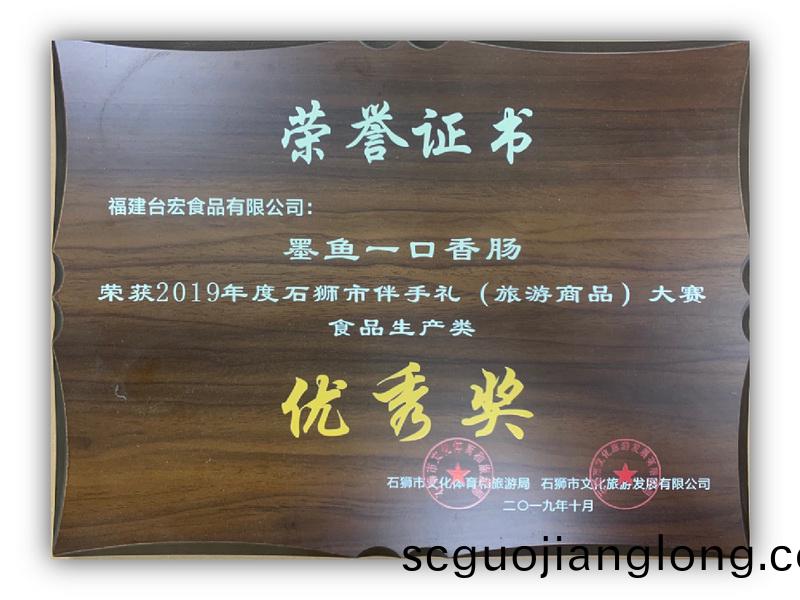 荣誉证书
福建台宏食品有限公司：
墨鱼一口香肠
荣获2019年度石狮市伴手礼（旅游商品）大赛
食品生产类
优秀奖
石狮市文化体育和旅游局 石狮市文化旅游发展有限公司
二〇一九年十月
scguojianglong.co